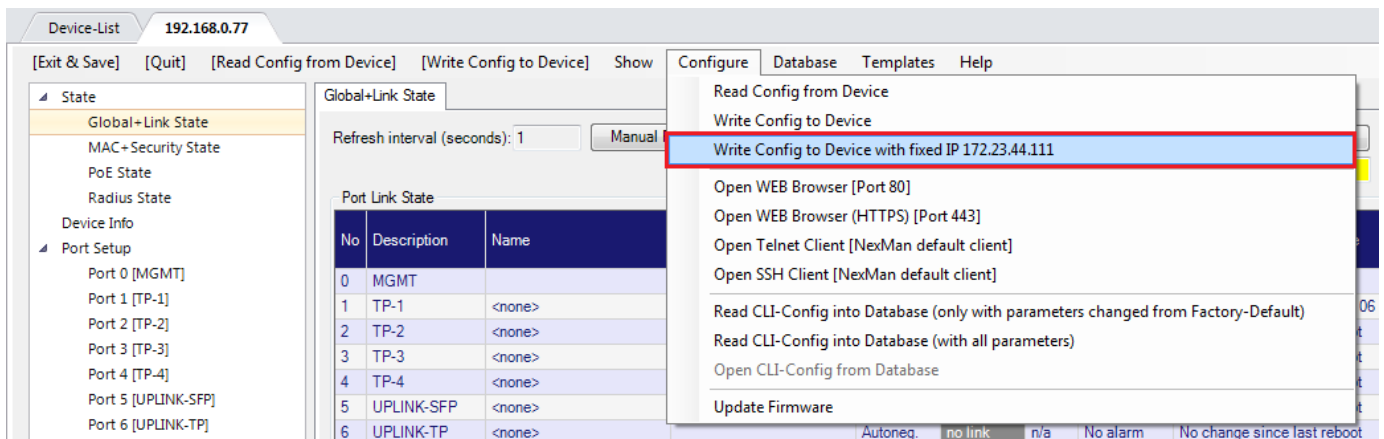 Device-List 192.168.0.77
[Exit & Save] [Quit] [Read Config from Device] [Write Config to Device] Show Configure Database Templates Help
State
Global+Link State
MAC+Security State
PoE State
Radius State
Device Info
Port Setup
Port 0 [MGMT]
Port 1 [TP-1]
Port 2 [TP-2]
Port 3 [TP-3]
Port 4 [TP-4]
Port 5 [UPLINK-SFP]
Port 6 [UPLINK-TP]
Global+Link State
Refresh interval (seconds): 1 Manual
Port Link State
No Description Name
0 MGMT
1 TP-1 <none> 06
2 TP-2 <none>
3 TP-3 <none>
4 TP-4 <none>
5 UPLINK-SFP <none>
6 UPLINK-TP <none> Autoneg. no link n/a No alarm No change since last reboot
Read Config from Device
Write Config to Device
Write Config to Device with fixed IP 172.23.44.111
Open WEB Browser [Port 80]
Open WEB Browser (HTTPS) [Port 443]
Open Telnet Client [NexMan default client]
Open SSH Client [NexMan default client]
Read CLI-Config into Database (only with parameters changed from Factory-Default)
Read CLI-Config into Database (with all parameters)
Open CLI-Config from Database
Update Firmware